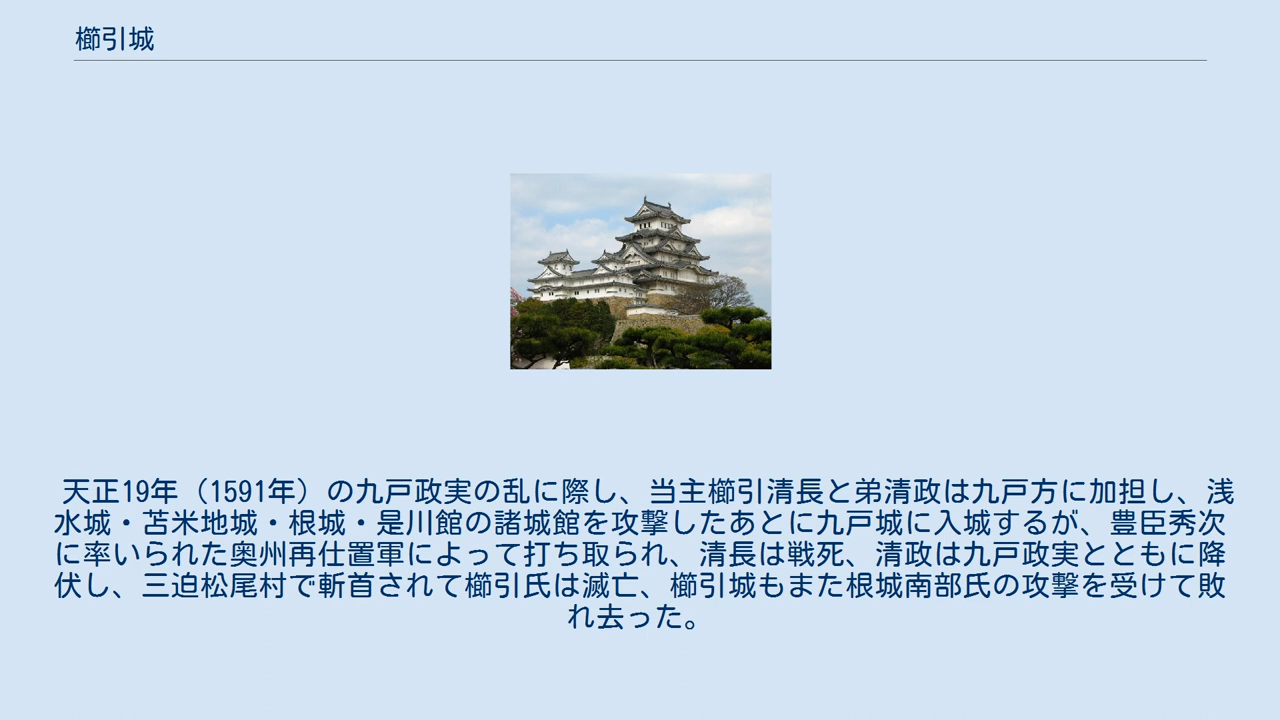 櫛引城
天正19年（1591年）の九戸政実の乱に際し、当主櫛引清長と弟清政は九戸方に加担し、浅
水城・苫米地城・根城・是川館の諸城館を攻撃したあとに九戸城に入城するが、豊臣秀次
に率いられた奥州再仕置軍によって打ち取られ、清長は戦死、清政は九戸政実とともに降
伏し、三迫松尾村で斬首されて櫛引氏は滅亡、櫛引城もまた根城南部氏の攻撃を受けて敗
れ去った。